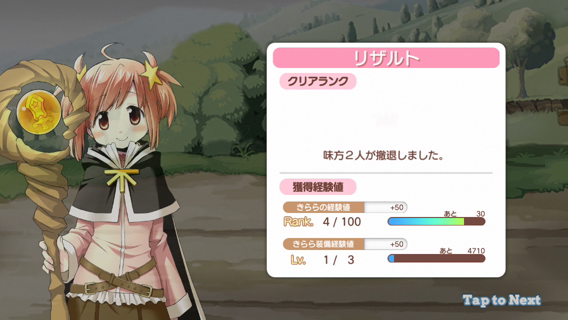 リザルト
クリアランク
味方2人が撤退しました。
獲得経験値
きららの経験値 +50
あと 30
Rank. 4 / 100
きらら装備経験値 +50
あと 4710
Lv. 1 / 3
Tap to Next